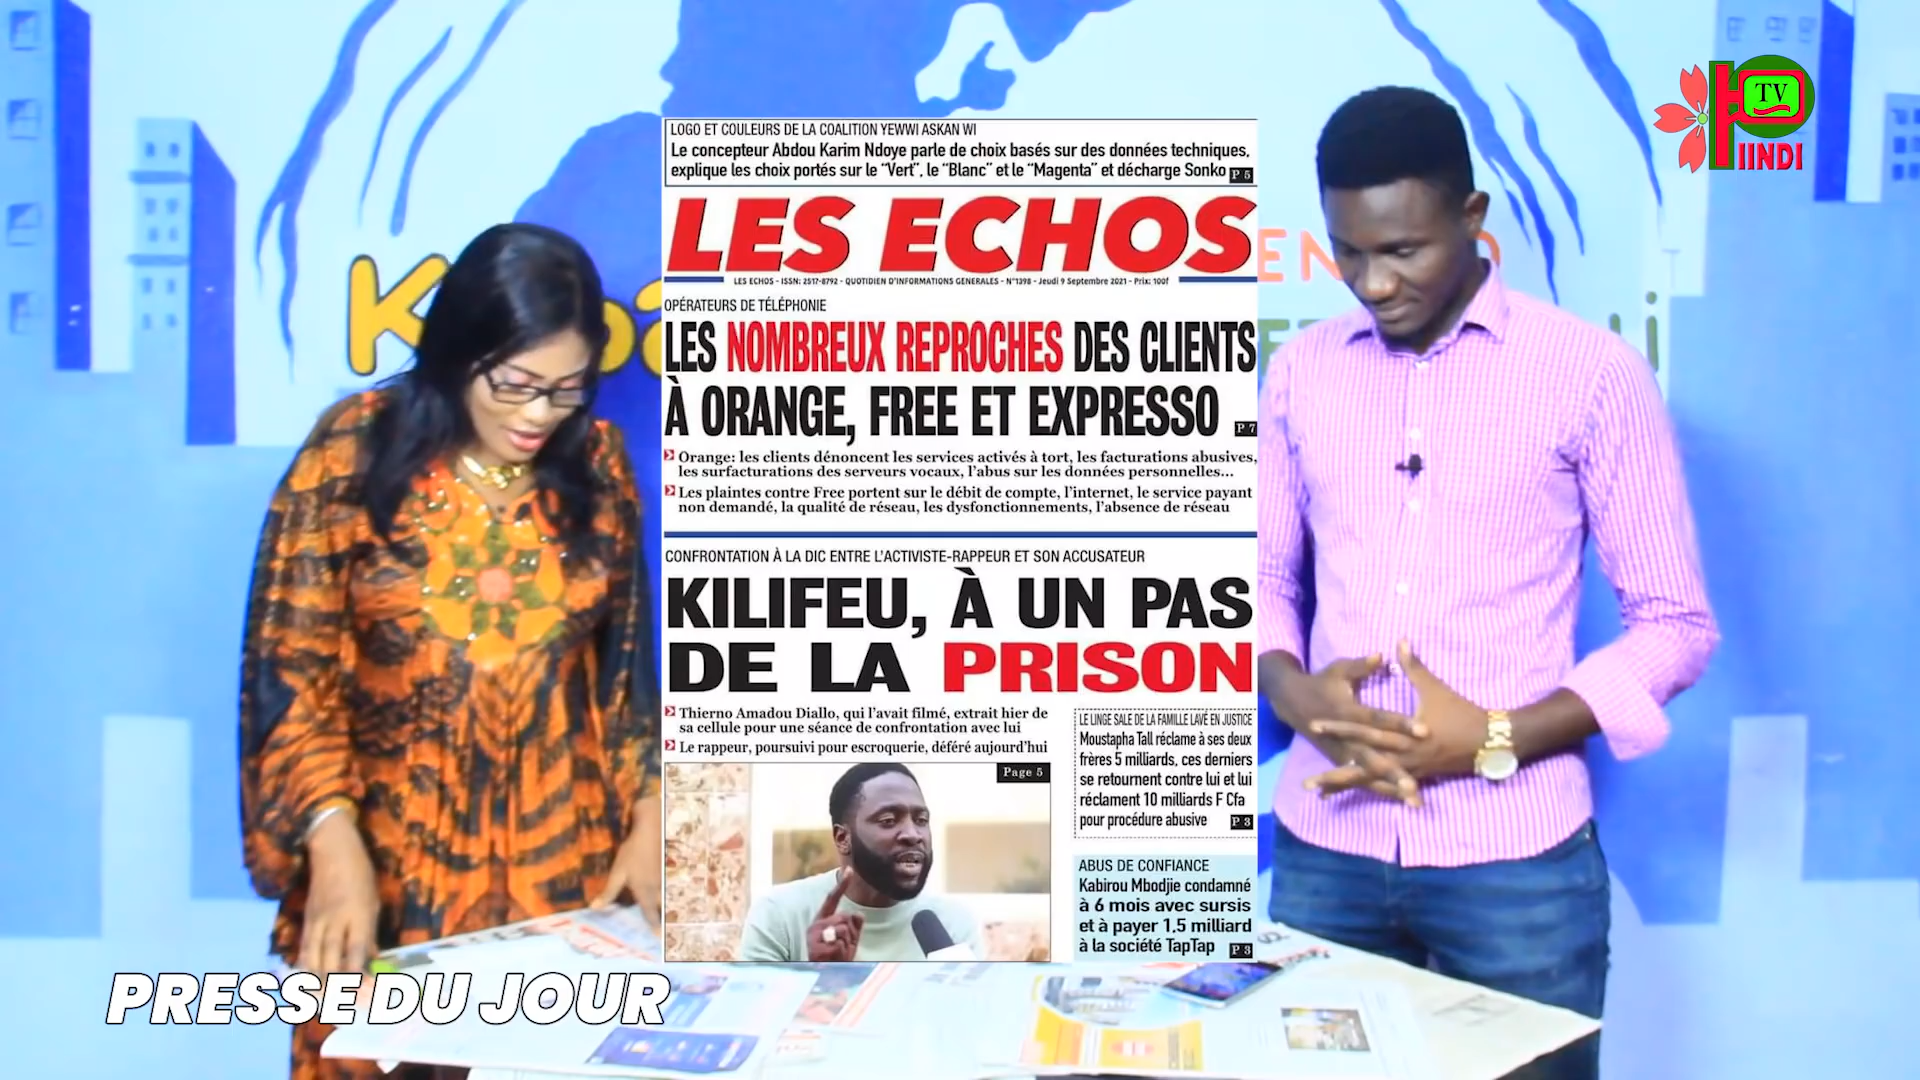 LOGO ET COULEURS DE LA COALITION YEWWI ASKAN WI
Le concepteur Abdou Karim Ndoye parle de choix basés sur des données techniques,
explique les choix portés sur le "Vert", le "Blanc" et le "Magenta" et décharge Sonko P 5
LES ECHOS
LES ECHOS - ISSN: 2517-8792 - QUOTIDIEN D'INFORMATIONS GENERALES - N°1398 - Jeudi 9 Septembre 2021 - Prix: 100f
OPÉRATEURS DE TÉLÉPHONIE
LES NOMBREUX REPROCHES DES CLIENTS
À ORANGE, FREE ET EXPRESSO P 7
Orange: les clients dénoncent les services activés à tort, les facturations abusives,
les surfacturations des serveurs vocaux, l'abus sur les données personnelles...
Les plaintes contre Free portent sur le débit de compte, l'internet, le service payant
non demandé, la qualité de réseau, les dysfonctionnements, l'absence de réseau
CONFRONTATION À LA DIC ENTRE L'ACTIVISTE-RAPPEUR ET SON ACCUSATEUR
KILIFEU, À UN PAS
DE LA PRISON
Thierno Amadou Diallo, qui l'avait filmé, extrait hier de
sa cellule pour une séance de confrontation avec lui
Le rappeur, poursuivi pour escroquerie, déféré aujourd'hui
Page 5
LE LINGE SALE DE LA FAMILLE LAVÉ EN JUSTICE
Moustapha Tall réclame à ses deux
frères 5 milliards, ces derniers
se retournent contre lui et lui
réclament 10 milliards F Cfa
pour procédure abusive P 3
ABUS DE CONFIANCE
Kabirou Mbodjie condamné
à 6 mois avec sursis
et à payer 1,5 milliard
à la société TapTap P 3
TV
PIINDI
PRESSE DU JOUR